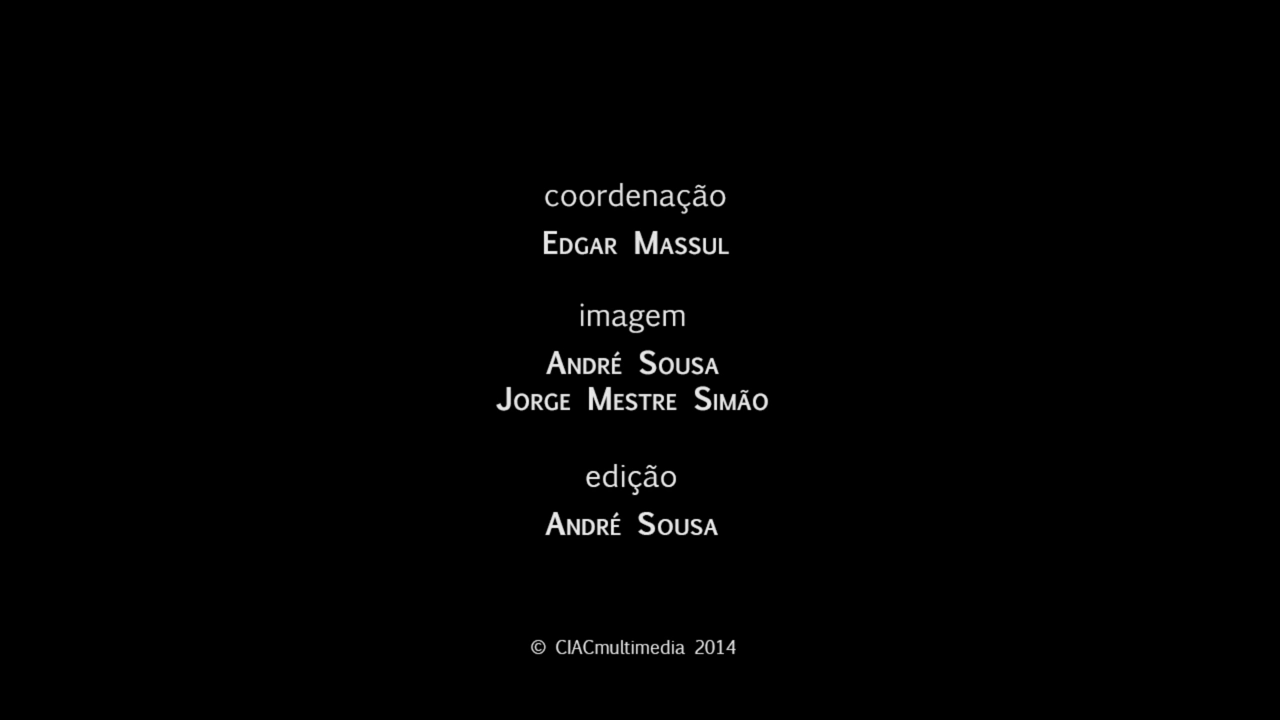 coordenação
Edgar Massul
imagem
André Sousa
Jorge Mestre Simão
edição
André Sousa
© CIACmultimedia 2014